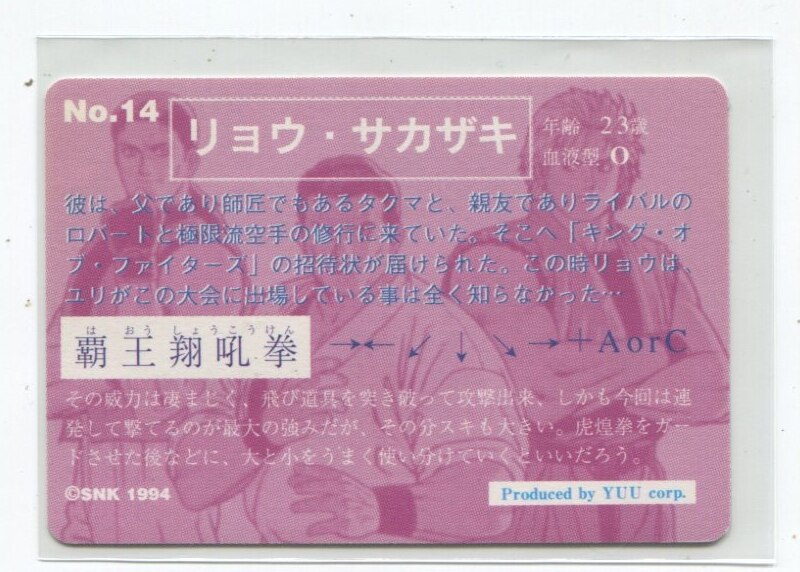 No.14
リョウ・サカザキ
年齢 23歳
血液型 O
彼は、父であり師匠でもあるタクマと、親友でありライバルの
ロバートと極限流空手の修行に来ていた。そこへ「キング・オ
ブ・ファイターズ」の招待状が届けられた。この時リョウは、
ユリがこの大会に出場している事は全く知らなかった…
は おう しょうこうけん
覇王翔吼拳 →←↙↓↘→+AorC
その威力は凄まじく、飛び道具を突き破って攻撃出来、しかも今回は連
発して撃てるのが最大の強みだが、その分スキも大きい。虎煌拳をガー
ドさせた後などに、大と小をうまく使い分けていくといいだろう。
©SNK 1994
Produced by YUU corp.